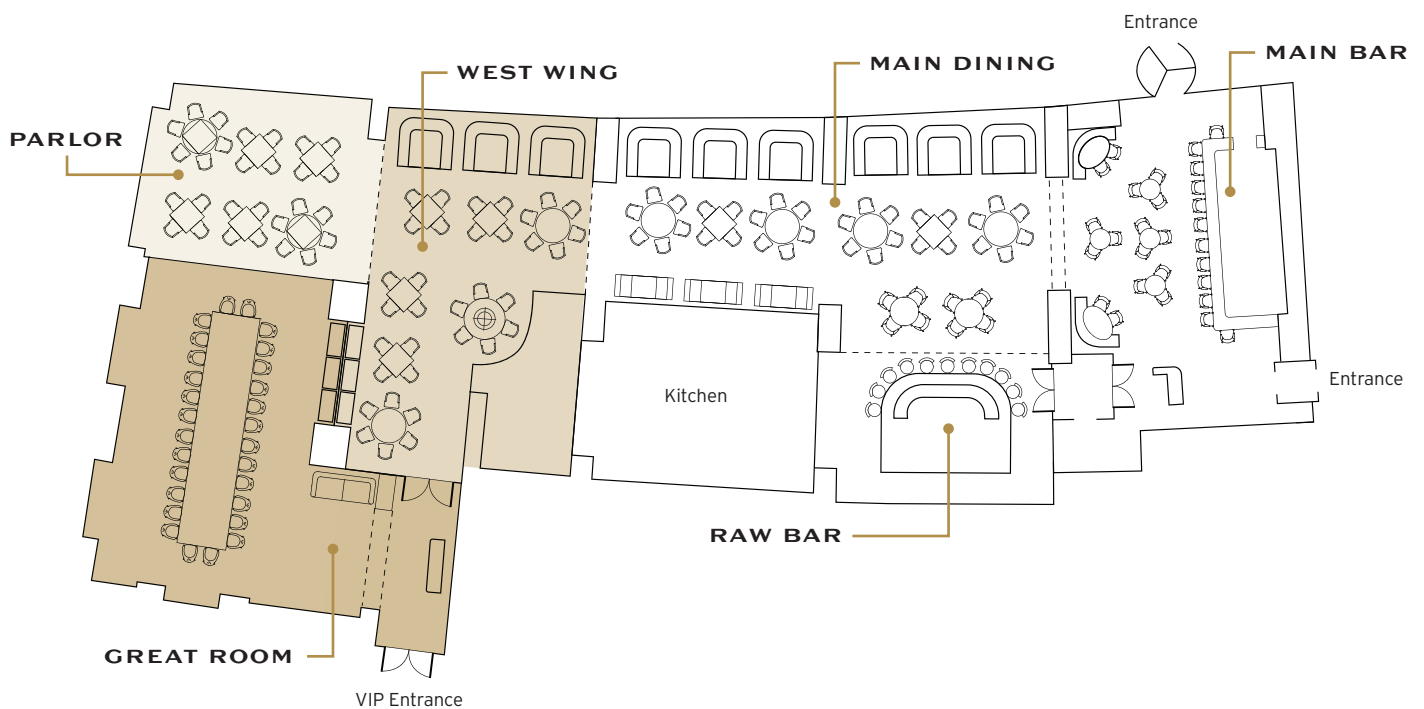 Entrance
MAIN BAR
MAIN DINING
WEST WING
PARLOR
Entrance
Kitchen
RAW BAR
GREAT ROOM
VIP Entrance